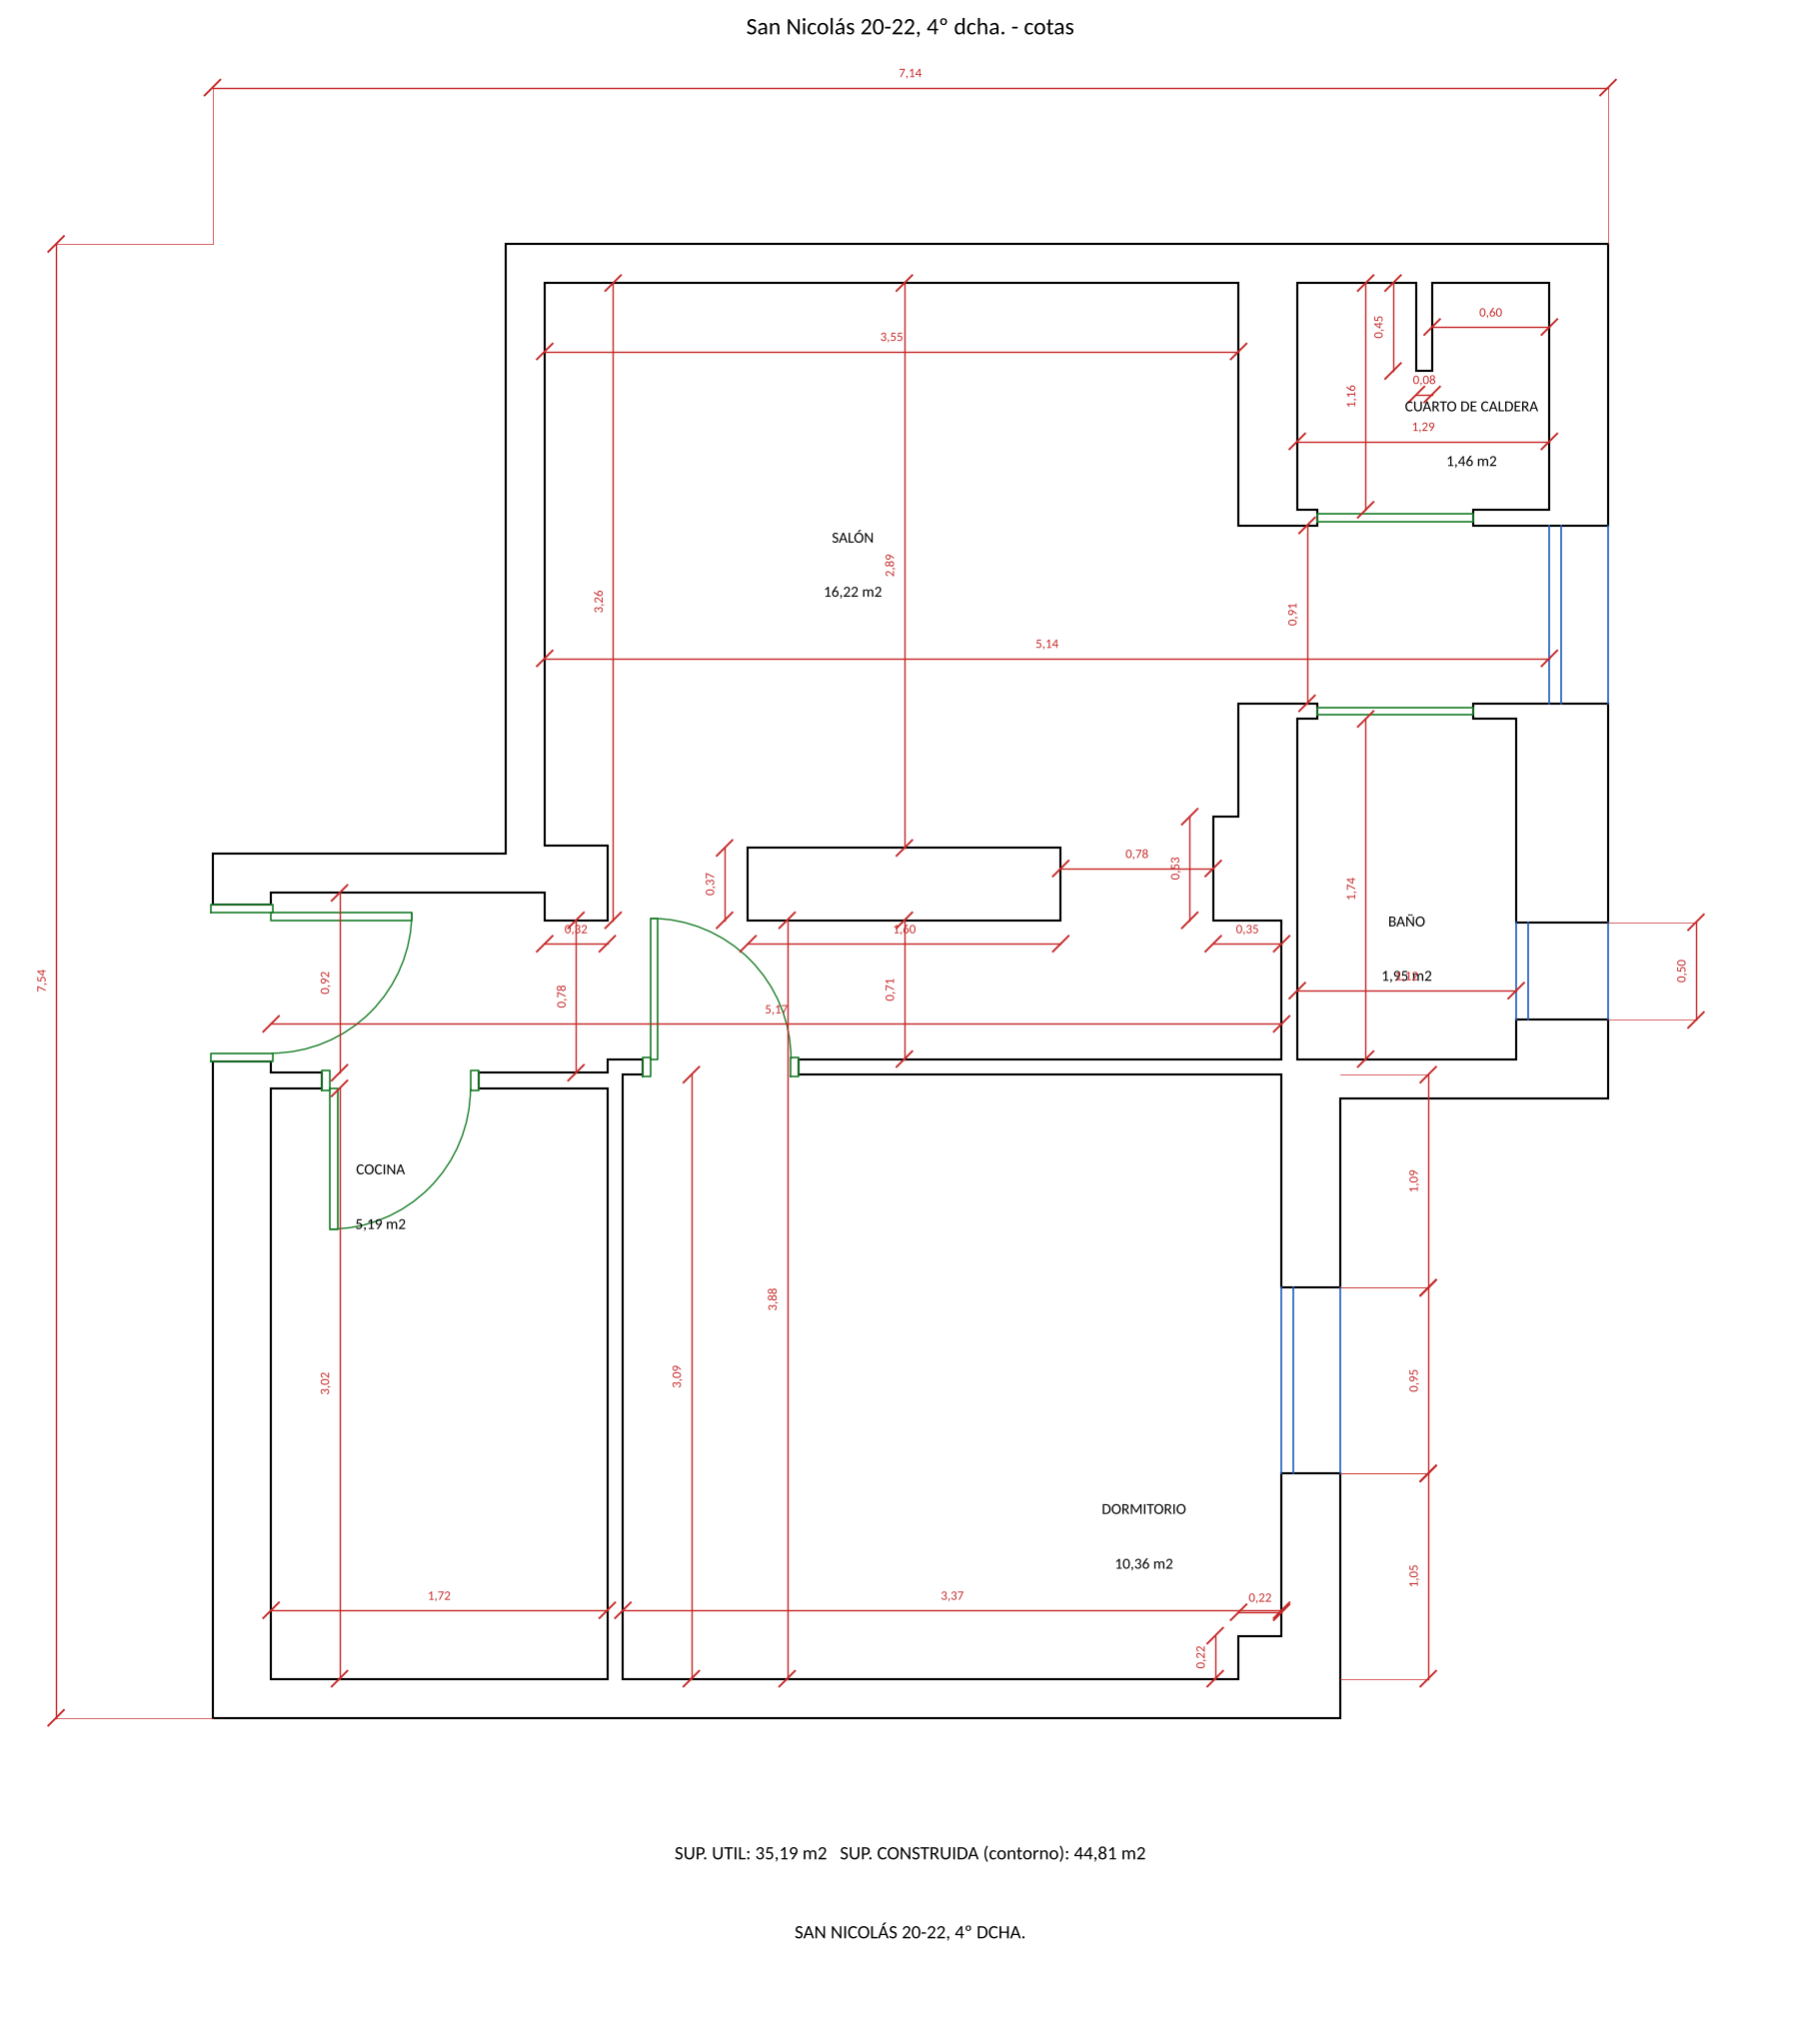 San Nicolás 20-22, 4º dcha. - cotas
7,14
0,45
0,60
3,55
0,08
1,16
CUARTO DE CALDERA
1,29
1,46 m2
SALÓN
2,89
16,22 m2
3,26
0,91
5,14
0,78
0,53
0,37
1,74
BAÑO
0,32
1,60
0,35
7,54
0,92
0,78
0,71
1,95 m2
0,50
5,17
COCINA
1,09
5,19 m2
3,88
3,02
3,09
0,95
DORMITORIO
10,36 m2
1,05
1,72
3,37
0,22
0,22
SUP. UTIL: 35,19 m2 SUP. CONSTRUIDA (contorno): 44,81 m2
SAN NICOLÁS 20-22, 4º DCHA.